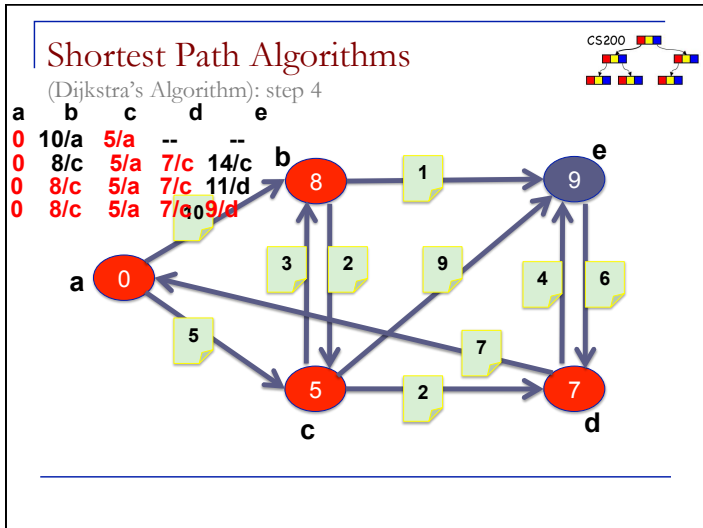 CS200
Shortest Path Algorithms
(Dijkstra's Algorithm): step 4
a b c d e
0 10/a 5/a -- --
0 8/c 5/a 7/c 14/c
0 8/c 5/a 7/c 11/d
0 8/c 5/a 7/c 9/d
b
e
8
1
9
10
3
2
9
4
6
a
0
5
7
5
2
7
c
d